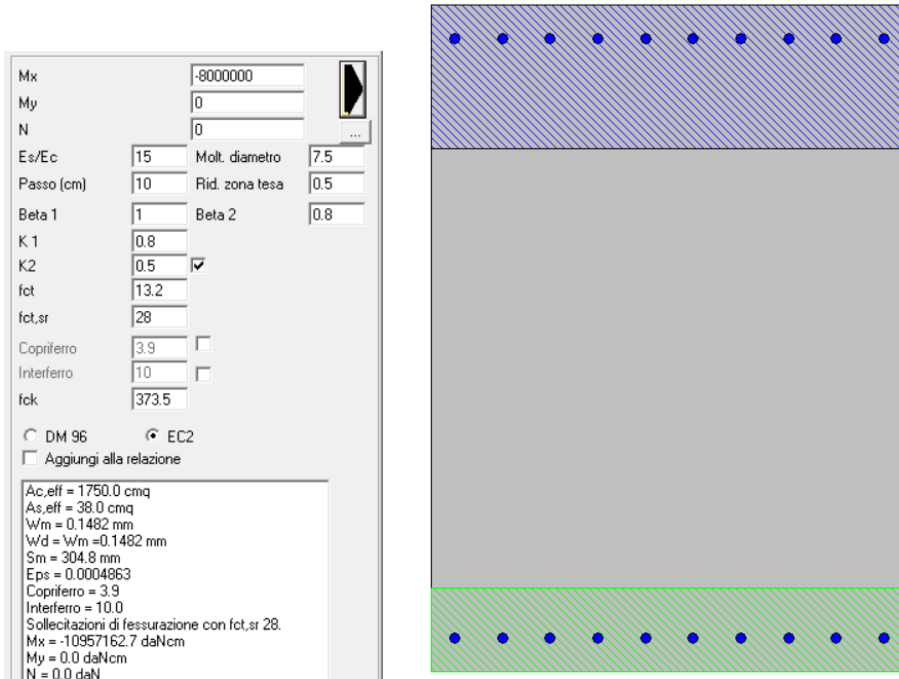 Mx -8000000
My 0
N 0
...
Es/Ec 15 Molt. diametro 7.5
Passo (cm) 10 Rid. zona tesa 0.5
Beta 1 1 Beta 2 0.8
K 1 0.8
K2 0.5
fct 13.2
fct,sr 28
Copriferro 3.9
Interferro 10
fck 373.5
DM 96 EC2
Aggiungi alla relazione
Ac,eff = 1750.0 cmq
As,eff = 38.0 cmq
Wm = 0.1482 mm
Wd = Wm =0.1482 mm
Sm = 304.8 mm
Eps = 0.0004863
Copriferro = 3.9
Interferro = 10.0
Sollecitazioni di fessurazione con fct,sr 28.
Mx = -10957162.7 daNcm
My = 0.0 daNcm
N = 0.0 daN